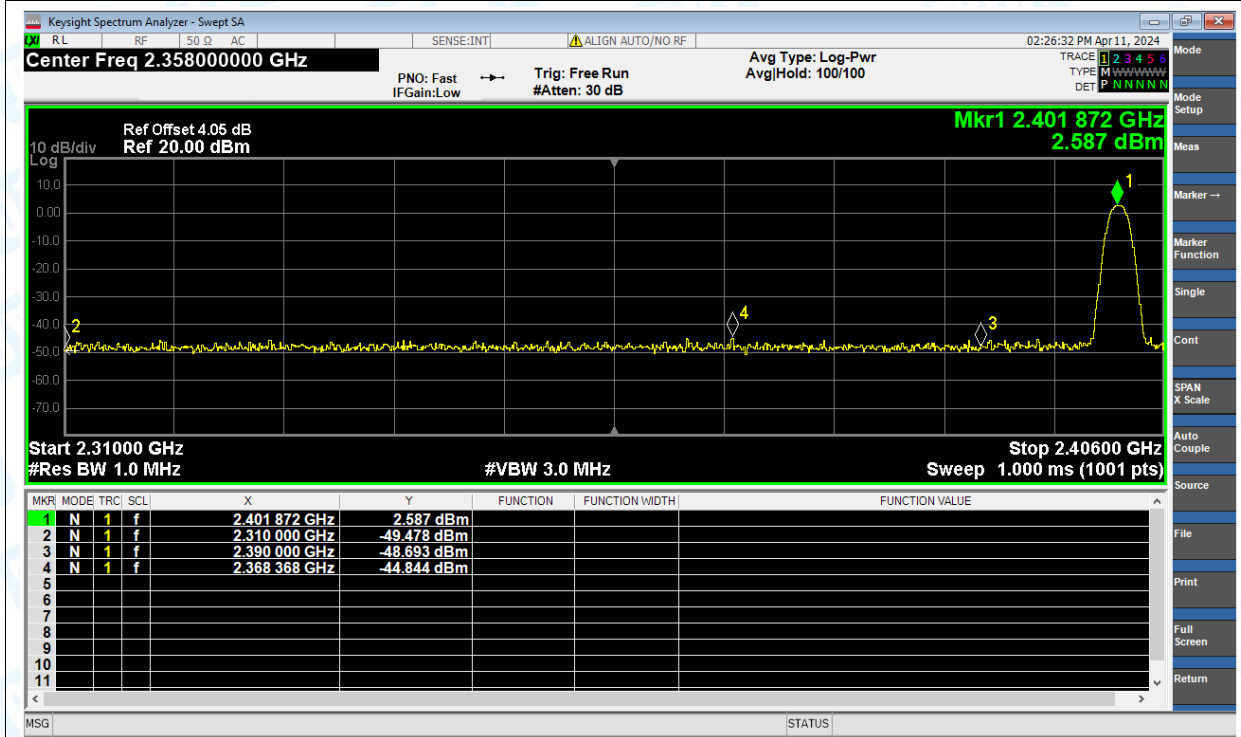 Keysight Spectrum Analyzer - Swept SA
LXI RL RF 50 Ω AC SENSE:INT ALIGN AUTO/NO RF 02:26:32 PM Apr 11, 2024
Center Freq 2.358000000 GHz
PNO: Fast
IFGain:Low
Trig: Free Run
#Atten: 30 dB
Avg Type: Log-Pwr
Avg|Hold: 100/100
TRACE 1 2 3 4 5 6
TYPE M W W W W W
DET P N N N N N
Ref Offset 4.05 dB
10 dB/div Ref 20.00 dBm
Log
Mkr1 2.401 872 GHz
2.587 dBm
10.0
0.00
-10.0
-20.0
-30.0
-40.0
-50.0
-60.0
-70.0
1
2
4
3
Start 2.31000 GHz Stop 2.40600 GHz
#Res BW 1.0 MHz #VBW 3.0 MHz Sweep 1.000 ms (1001 pts)
MKR MODE TRC SCL X Y FUNCTION FUNCTION WIDTH FUNCTION VALUE
1 N 1 f 2.401 872 GHz 2.587 dBm
2 N 1 f 2.310 000 GHz -49.478 dBm
3 N 1 f 2.390 000 GHz -48.693 dBm
4 N 1 f 2.368 368 GHz -44.844 dBm
5
6
7
8
9
10
11
MSG STATUS
Mode
Mode
Setup
Meas
Marker →
Marker
Function
Single
Cont
SPAN
X Scale
Auto
Couple
Source
File
Print
Full
Screen
Return